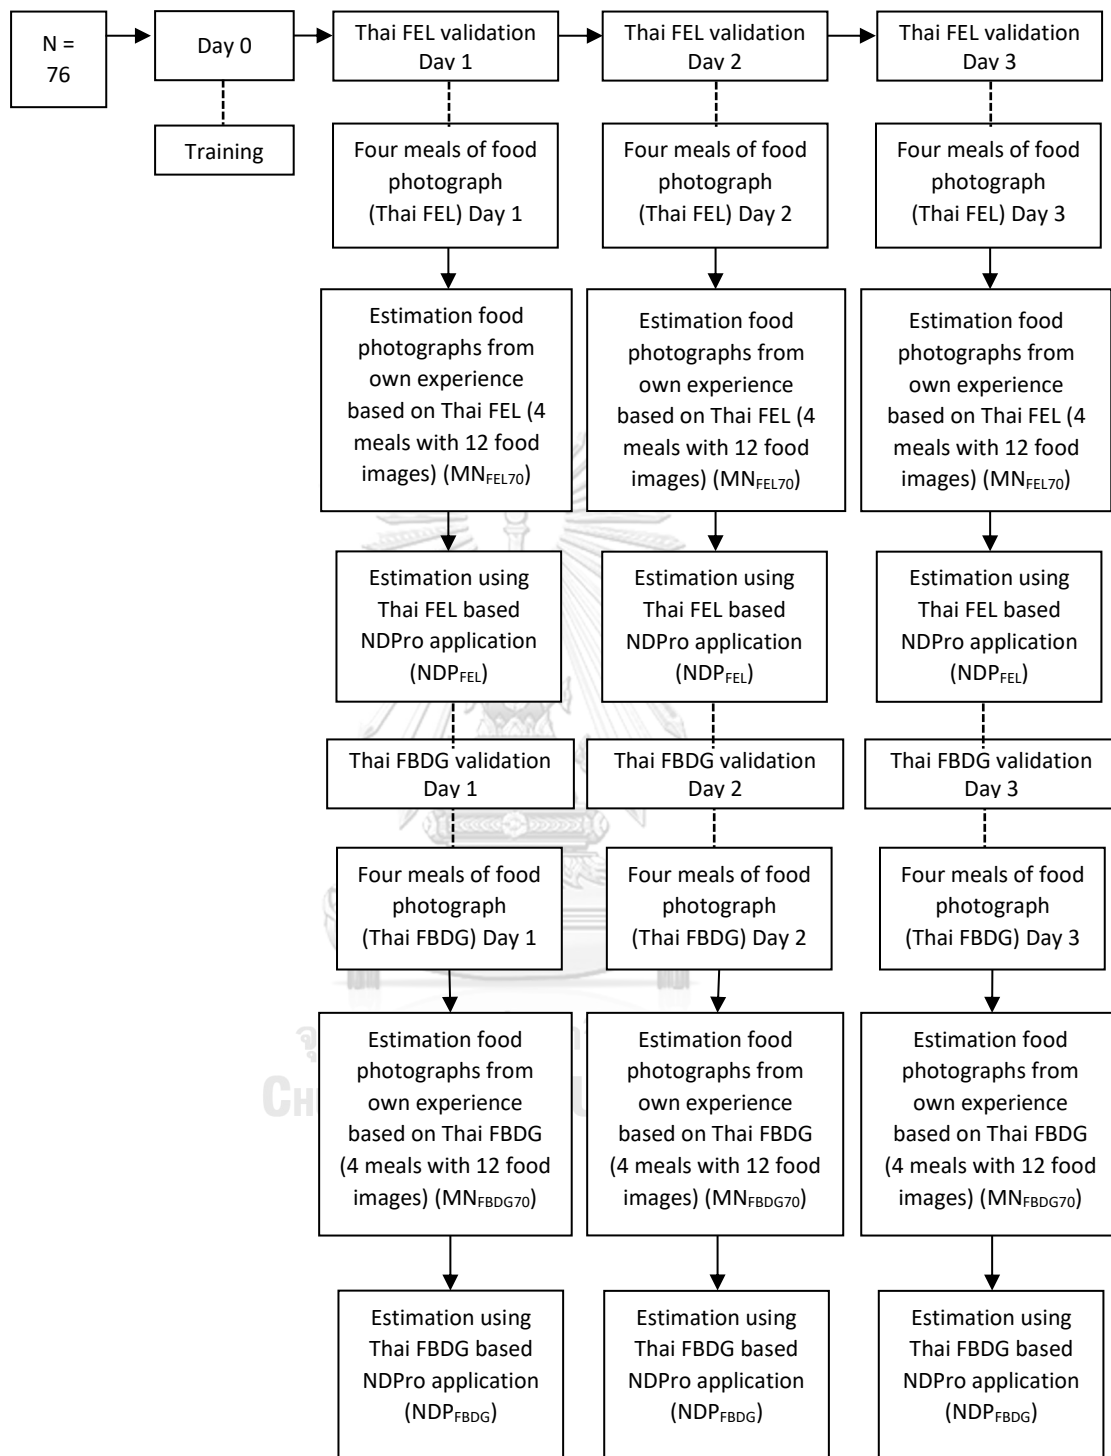 N =
76
Day 0
Thai FEL validation
Day 1
Thai FEL validation
Day 2
Thai FEL validation
Day 3
Training
Four meals of food
photograph
(Thai FEL) Day 1
Four meals of food
photograph
(Thai FEL) Day 2
Four meals of food
photograph
(Thai FEL) Day 3
Estimation food
photographs from
own experience
based on Thai FEL (4
meals with 12 food
images) (MNFEL70)
Estimation food
photographs from
own experience
based on Thai FEL (4
meals with 12 food
images) (MNFEL70)
Estimation food
photographs from
own experience
based on Thai FEL (4
meals with 12 food
images) (MNFEL70)
Estimation using
Thai FEL based
NDPro application
(NDPFEL)
Estimation using
Thai FEL based
NDPro application
(NDPFEL)
Estimation using
Thai FEL based
NDPro application
(NDPFEL)
Thai FBDG validation
Day 1
Thai FBDG validation
Day 2
Thai FBDG validation
Day 3
Four meals of food
photograph
(Thai FBDG) Day 1
Four meals of food
photograph
(Thai FBDG) Day 2
Four meals of food
photograph
(Thai FBDG) Day 3
Estimation food
photographs from
own experience
based on Thai FBDG
(4 meals with 12 food
images) (MNFBDG70)
Estimation food
photographs from
own experience
based on Thai FBDG
(4 meals with 12 food
images) (MNFBDG70)
Estimation food
photographs from
own experience
based on Thai FBDG
(4 meals with 12 food
images) (MNFBDG70)
Estimation using
Thai FBDG based
NDPro application
(NDPFBDG)
Estimation using
Thai FBDG based
NDPro application
(NDPFBDG)
Estimation using
Thai FBDG based
NDPro application
(NDPFBDG)